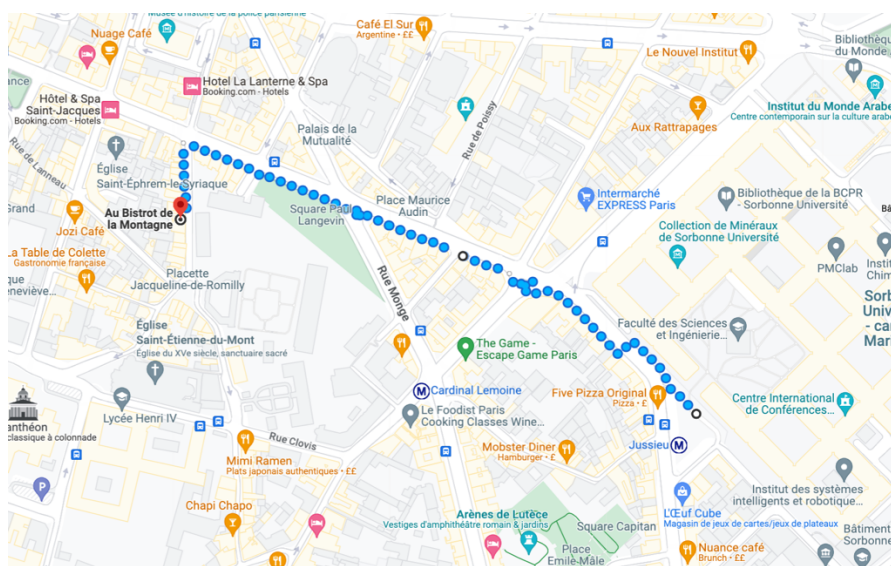 Musée d'histoire de la police parisienne
Nuage Café
Café El Sur
Argentine • ££
Le Nouvel Institut
Bibliothèque
du Monde
Hotel La Lanterne & Spa
Booking.com - Hotels
Hôtel & Spa
Saint-Jacques
Booking.com - Hotels
Institut du Monde Arabe
Centre contemporain sur la culture arabe
Palais de la
Mutualité
Rue de Poissy
Aux Rattrapages
Rue de Lanneau
Église
Saint-Éphrem-le-Syriaque
Place Maurice
Audin
Intermarché
EXPRESS Paris
Bibliothèque de la BCPR
- Sorbonne Université
Grand
Au Bistrot de
la Montagne
Square Paul
Langevin
Jozi Café
Collection de Minéraux
de Sorbonne Université
La Table de Colette
Gastronomie française
PMClab
Placette
Jacqueline-de-Romilly
Rue Monge
Église
Saint-Étienne-du-Mont
Église du XVe siècle, sanctuaire sacré
Faculté des Sciences
et Ingénierie...
The Game -
Escape Game Paris
Cardinal Lemoine
Five Pizza Original
Pizza • £
Centre International
de Conférences...
Lycée Henri IV
Le Foodist Paris
Cooking Classes Wine...
Rue Clovis
classique à colonnade
Mimi Ramen
Plats japonais authentiques • ££
Mobster Diner
Hamburger • £
Jussieu
P
Institut des systèmes
intelligents et robotique...
Chapi Chapo
Arènes de Lutèce
Vestiges d'amphithéâtre romain & jardins
Square Capitan
L'Œuf Cube
Magasin de jeux de cartes/jeux de plateaux
Place
Emile-Mâle
Nuance café
Brunch • ££
Bâtiment
Sorbonne